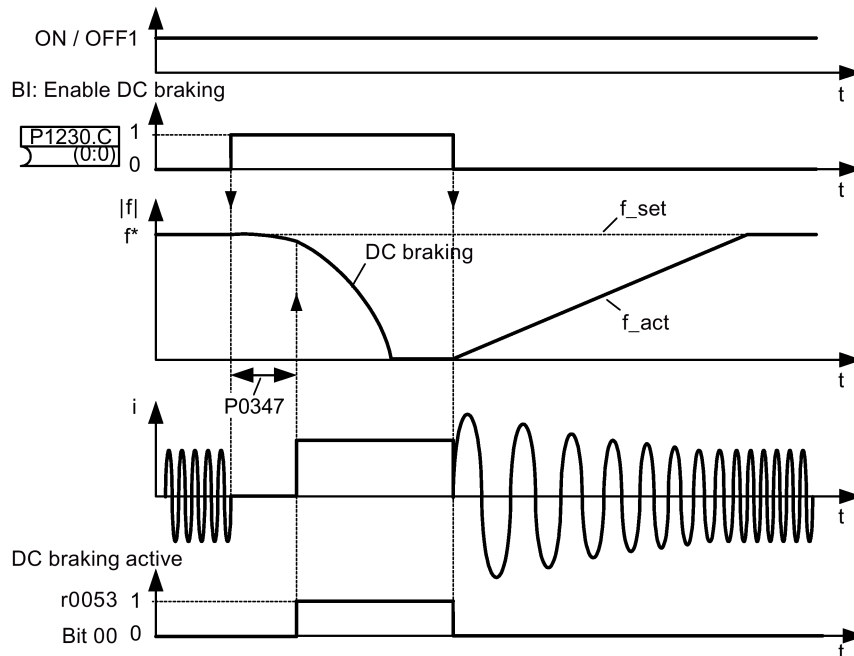 ON / OFF1
t
BI: Enable DC braking
P1230.C
(0:0)
1
0
t
|f|
f*
f_set
DC braking
f_act
t
P0347
i
t
DC braking active
r0053 1
Bit 00 0
t